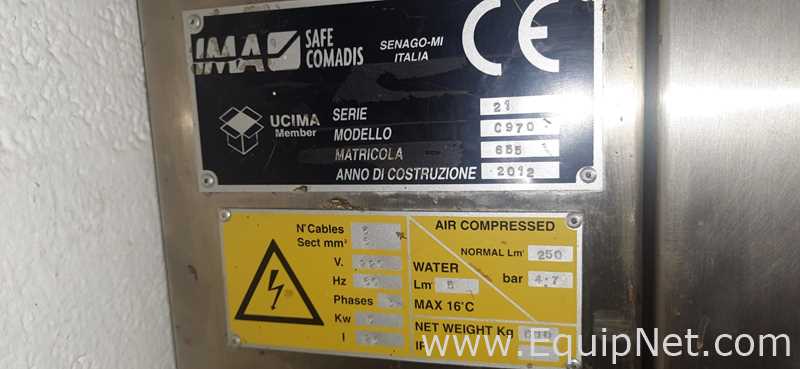 IMA SAFE COMADIS
SENAGO-MI
ITALIA
CE
UCIMA
Member
SERIE 21
MODELLO C970
MATRICOLA 655
ANNO DI COSTRUZIONE 2012
N°Cables
Sect mm²
V.
Hz 50
Phases
Kw
I
AIR COMPRESSED
NORMAL Lm' 250
bar 4-7
WATER
Lm'
MAX 16°C
NET WEIGHT Kg
IP
www.EquipNet.com